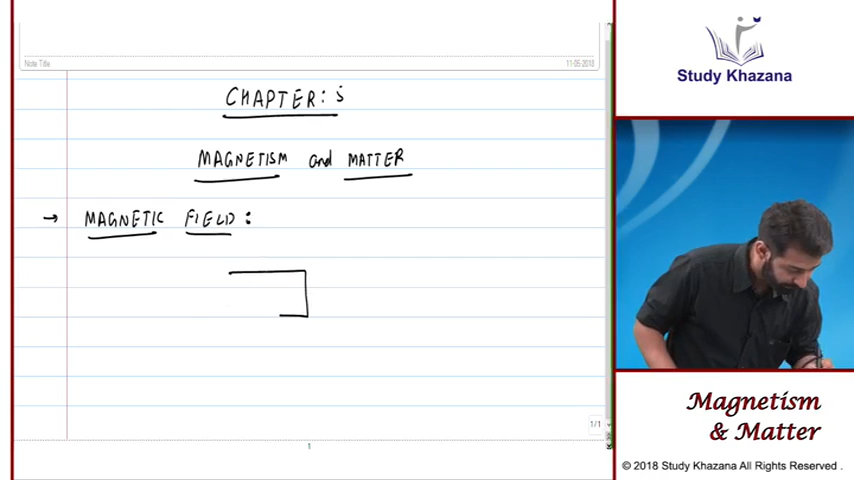 Note Title
11-05-2018
CHAPTER: 5
MAGNETISM and MATTER
→ MAGNETIC FIELD:
1/1
1
Study Khazana
Magnetism
& Matter
© 2018 Study Khazana All Rights Reserved .